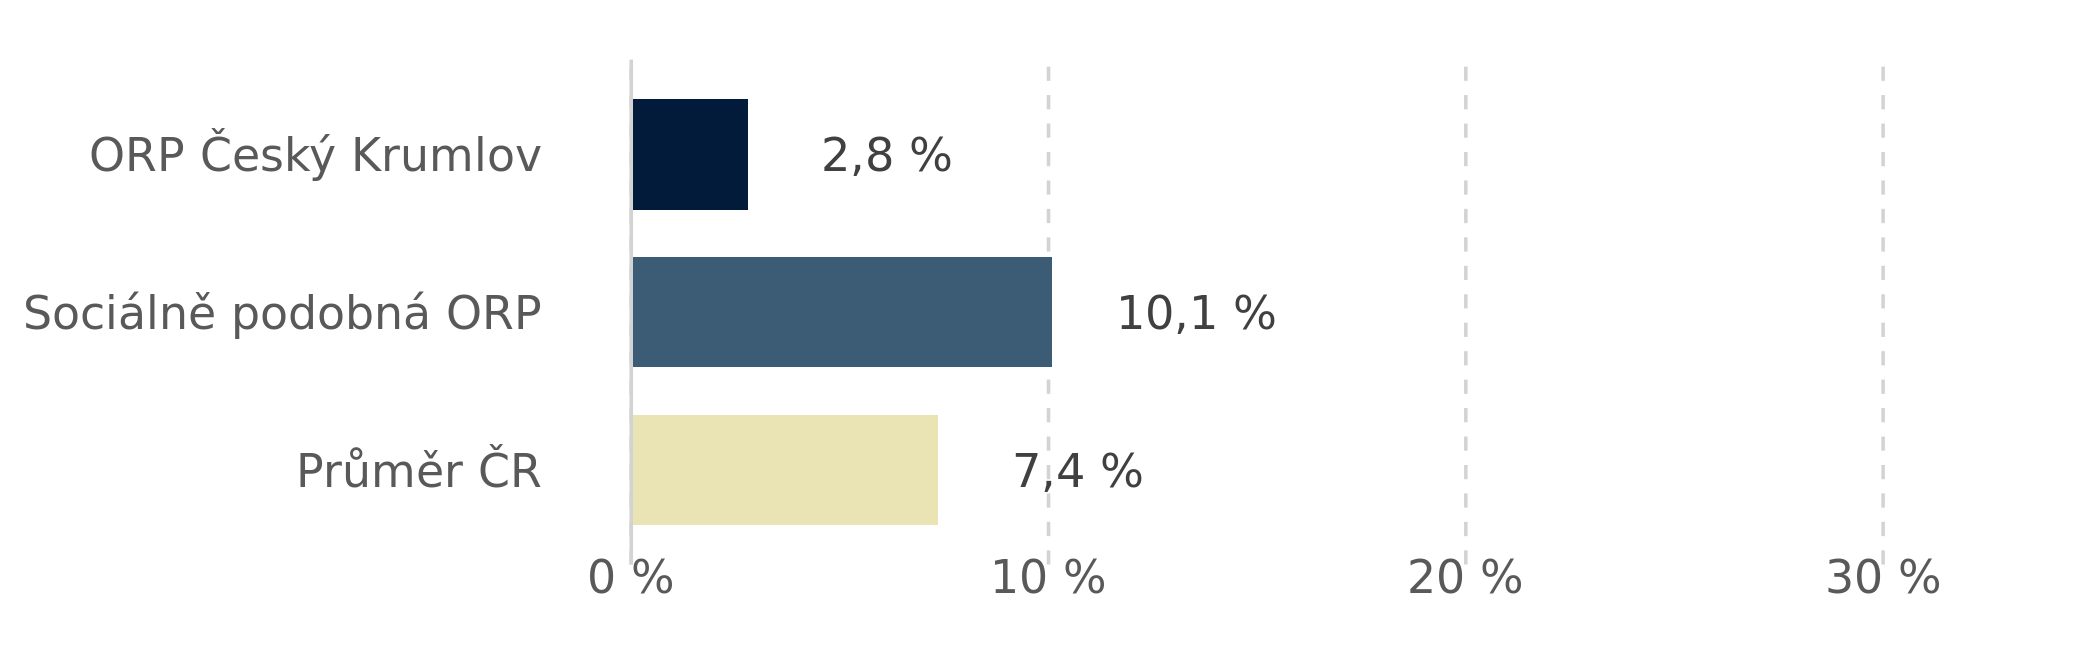 ORP Český Krumlov
2,8 %
Sociálně podobná ORP
10,1 %
Průměr ČR
7,4 %
0 %
10 %
20 %
30 %